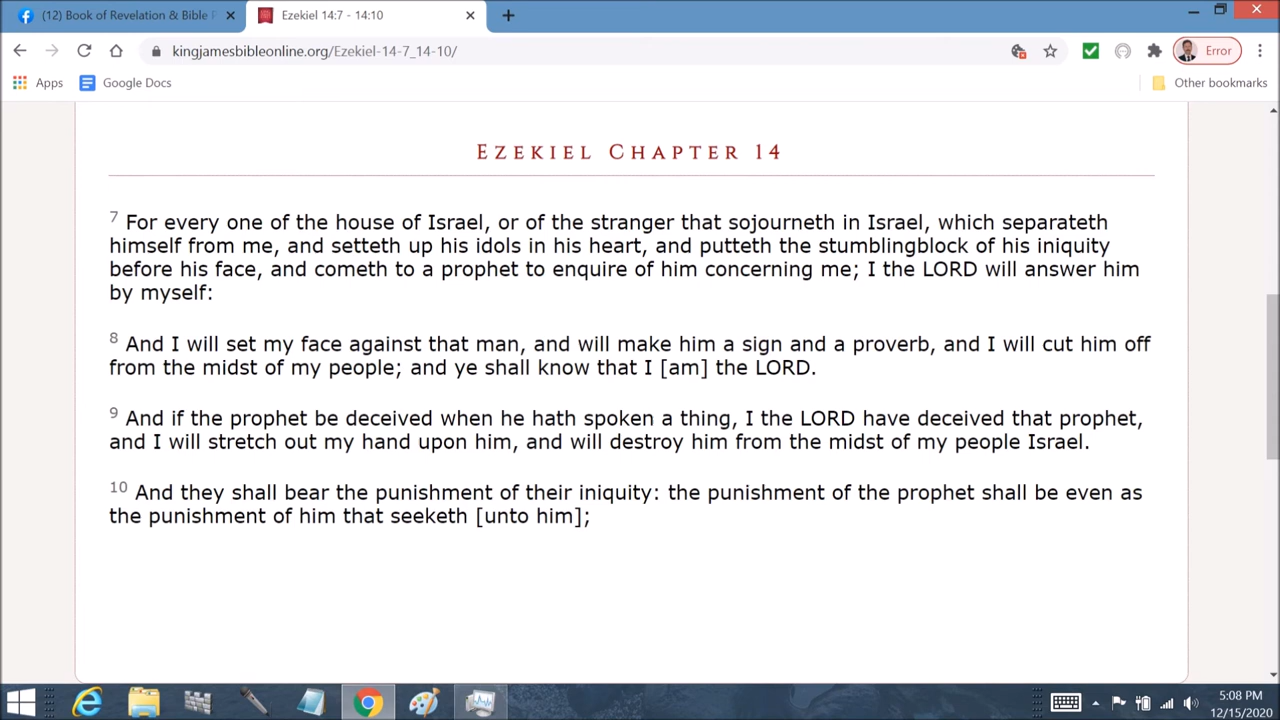 (12) Book of Revelation & Bible P
Ezekiel 14:7 - 14:10
kingjamesbibleonline.org/Ezekiel-14-7_14-10/
Error
Apps
Google Docs
Other bookmarks
EZEKIEL CHAPTER 14
7 For every one of the house of Israel, or of the stranger that sojourneth in Israel, which separateth
himself from me, and setteth up his idols in his heart, and putteth the stumblingblock of his iniquity
before his face, and cometh to a prophet to enquire of him concerning me; I the LORD will answer him
by myself:
8 And I will set my face against that man, and will make him a sign and a proverb, and I will cut him off
from the midst of my people; and ye shall know that I [am] the LORD.
9 And if the prophet be deceived when he hath spoken a thing, I the LORD have deceived that prophet,
and I will stretch out my hand upon him, and will destroy him from the midst of my people Israel.
10 And they shall bear the punishment of their iniquity: the punishment of the prophet shall be even as
the punishment of him that seeketh [unto him];
5:08 PM
12/15/2020